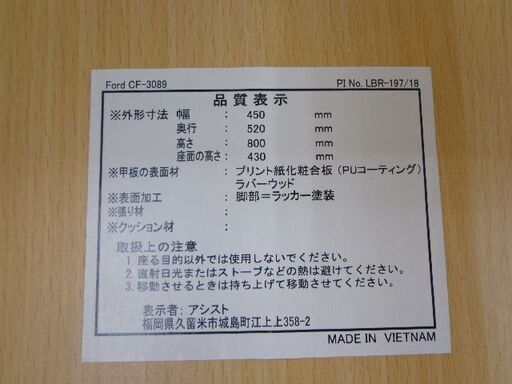 Ford CF-3089 PI No. LBR-197/18
品質表示
※外形寸法 幅 : 450 mm
奥行 : 520 mm
高さ : 800 mm
座面の高さ : 430 mm
※甲板の表面材 : プリント紙化粧合板 (PUコーティング)
ラバーウッド
※表面加工 : 脚部=ラッカー塗装
※張り材 :
※クッション材 :
取扱上の注意
1. 座る目的以外では使用しないでください。
2. 直射日光またはストーブなどの熱は避けてください。
3. 移動させるときは持ち上げて移動させてください。
表示者:アシスト
福岡県久留米市城島町江上上358-2
MADE IN VIETNAM